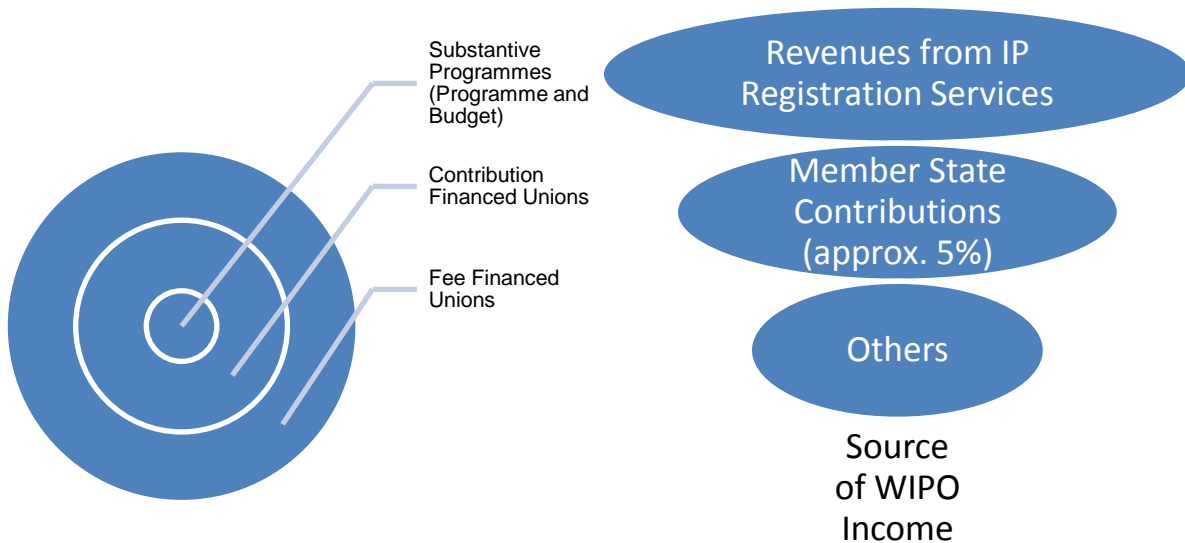 Substantive
Programmes
(Programme and
Budget)
Contribution
Financed Unions
Fee Financed
Unions
Revenues from IP
Registration Services
Member State
Contributions
(approx. 5%)
Others
Source
of WIPO
Income